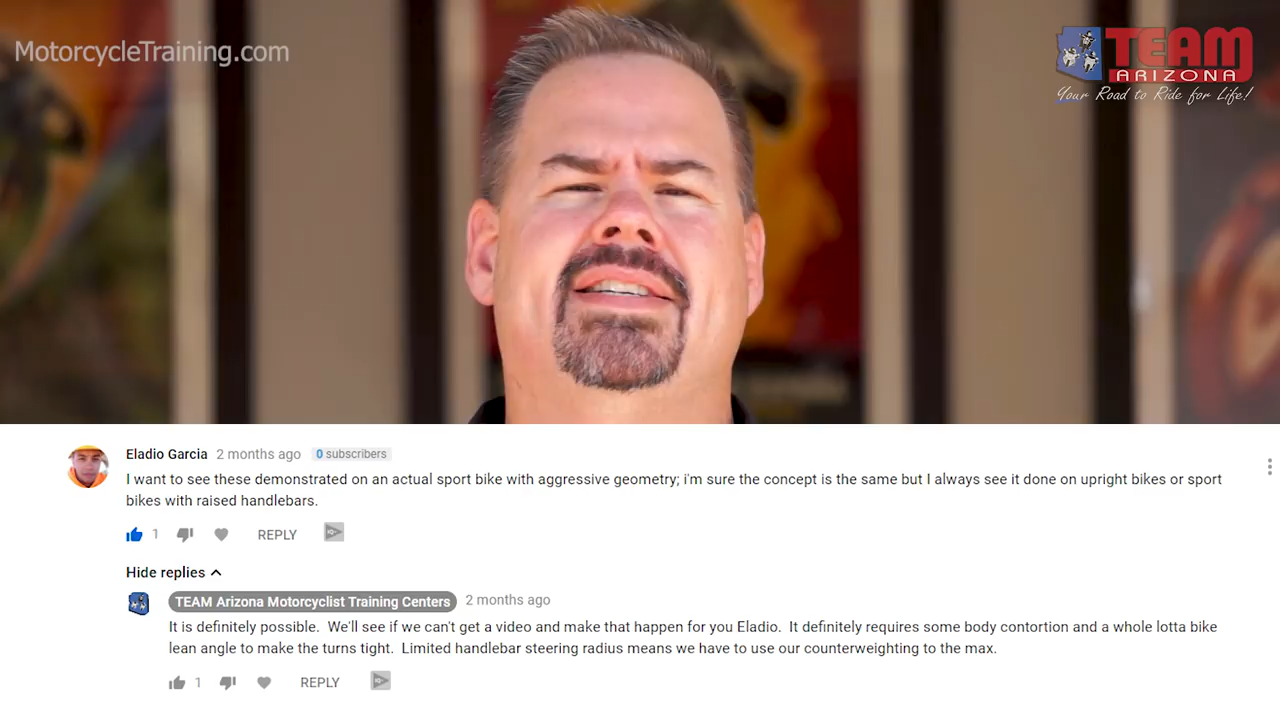 MotorcycleTraining.com
TEAM
ARIZONA
Your Road to Ride for Life!
Eladio Garcia 2 months ago 0 subscribers
I want to see these demonstrated on an actual sport bike with aggressive geometry; i'm sure the concept is the same but I always see it done on upright bikes or sport
bikes with raised handlebars.
1 REPLY
Hide replies
TEAM Arizona Motorcyclist Training Centers 2 months ago
It is definitely possible. We'll see if we can't get a video and make that happen for you Eladio. It definitely requires some body contortion and a whole lotta bike
lean angle to make the turns tight. Limited handlebar steering radius means we have to use our counterweighting to the max.
1 REPLY